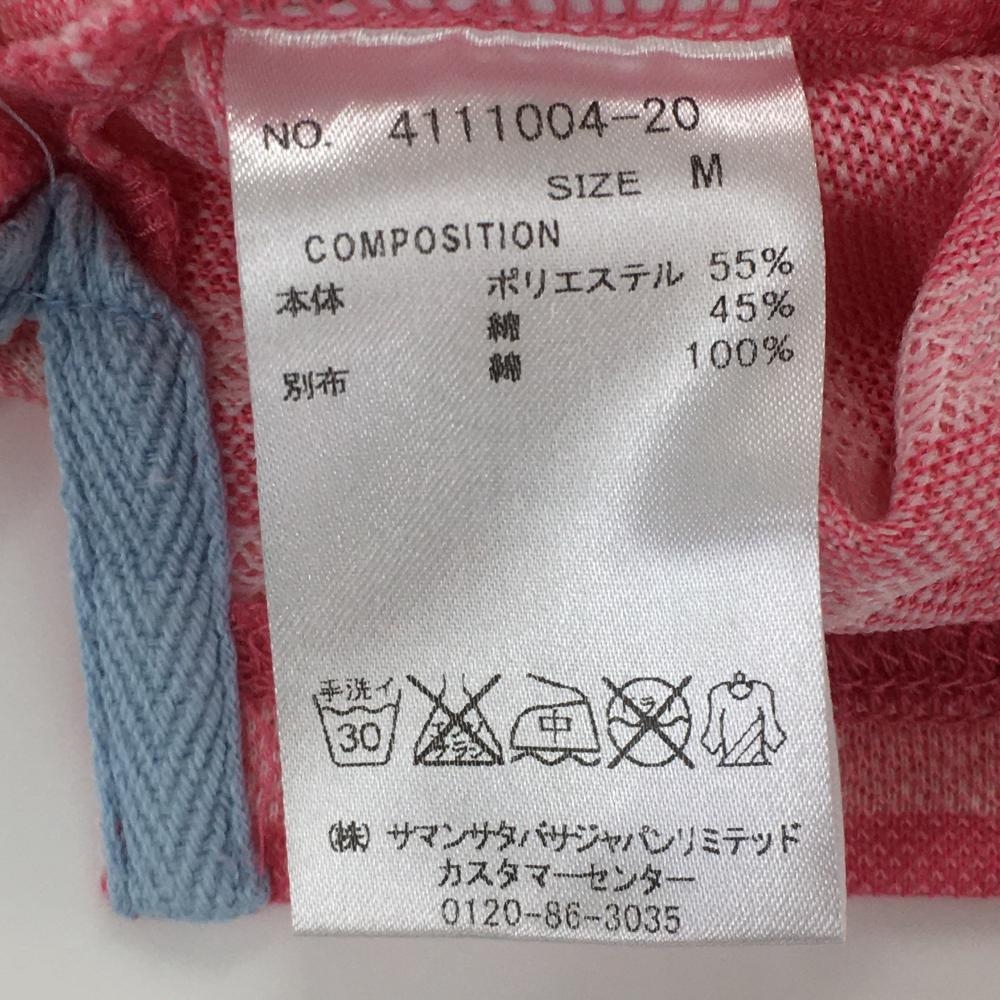 NO. 4111004-20
SIZE M
COMPOSITION
本体 ポリエステル 55%
綿 45%
別布 綿 100%
手洗イ 30 中
(株) サマンサタバサジャパンリミテッド
カスタマーセンター
0120-86-3035